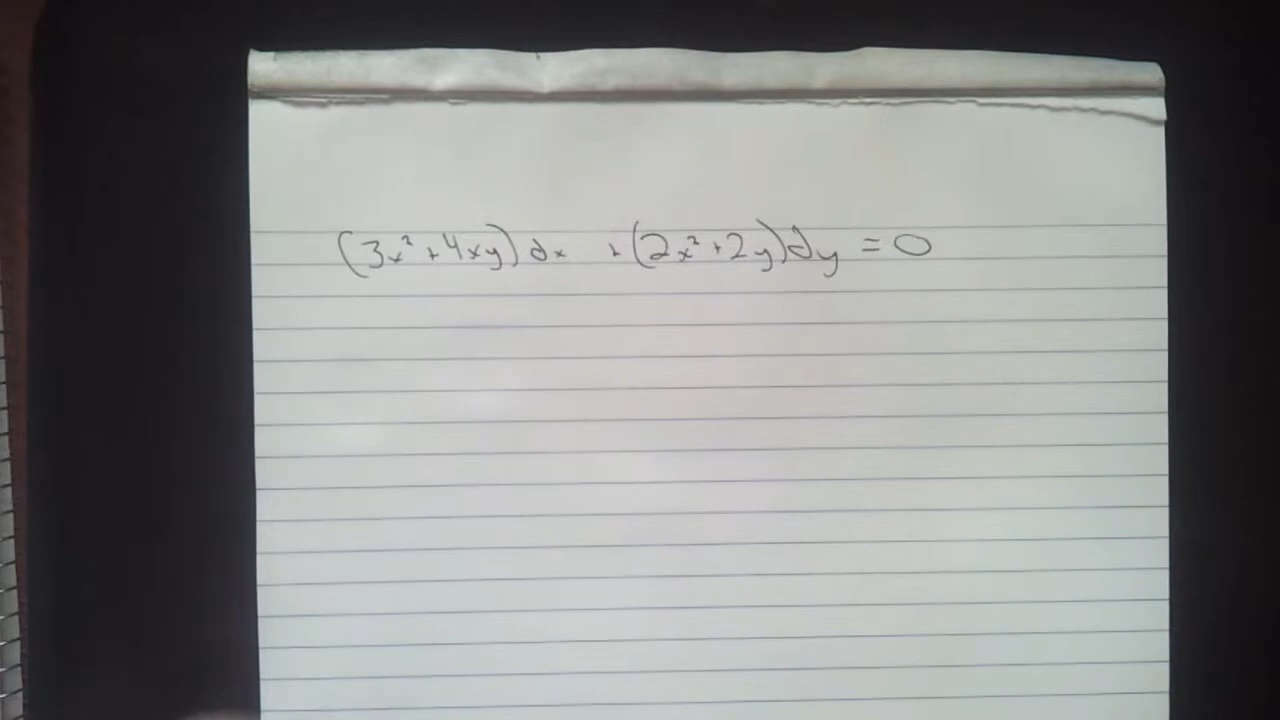 (3x² + 4xy) dx + (2x² + 2y) dy = 0